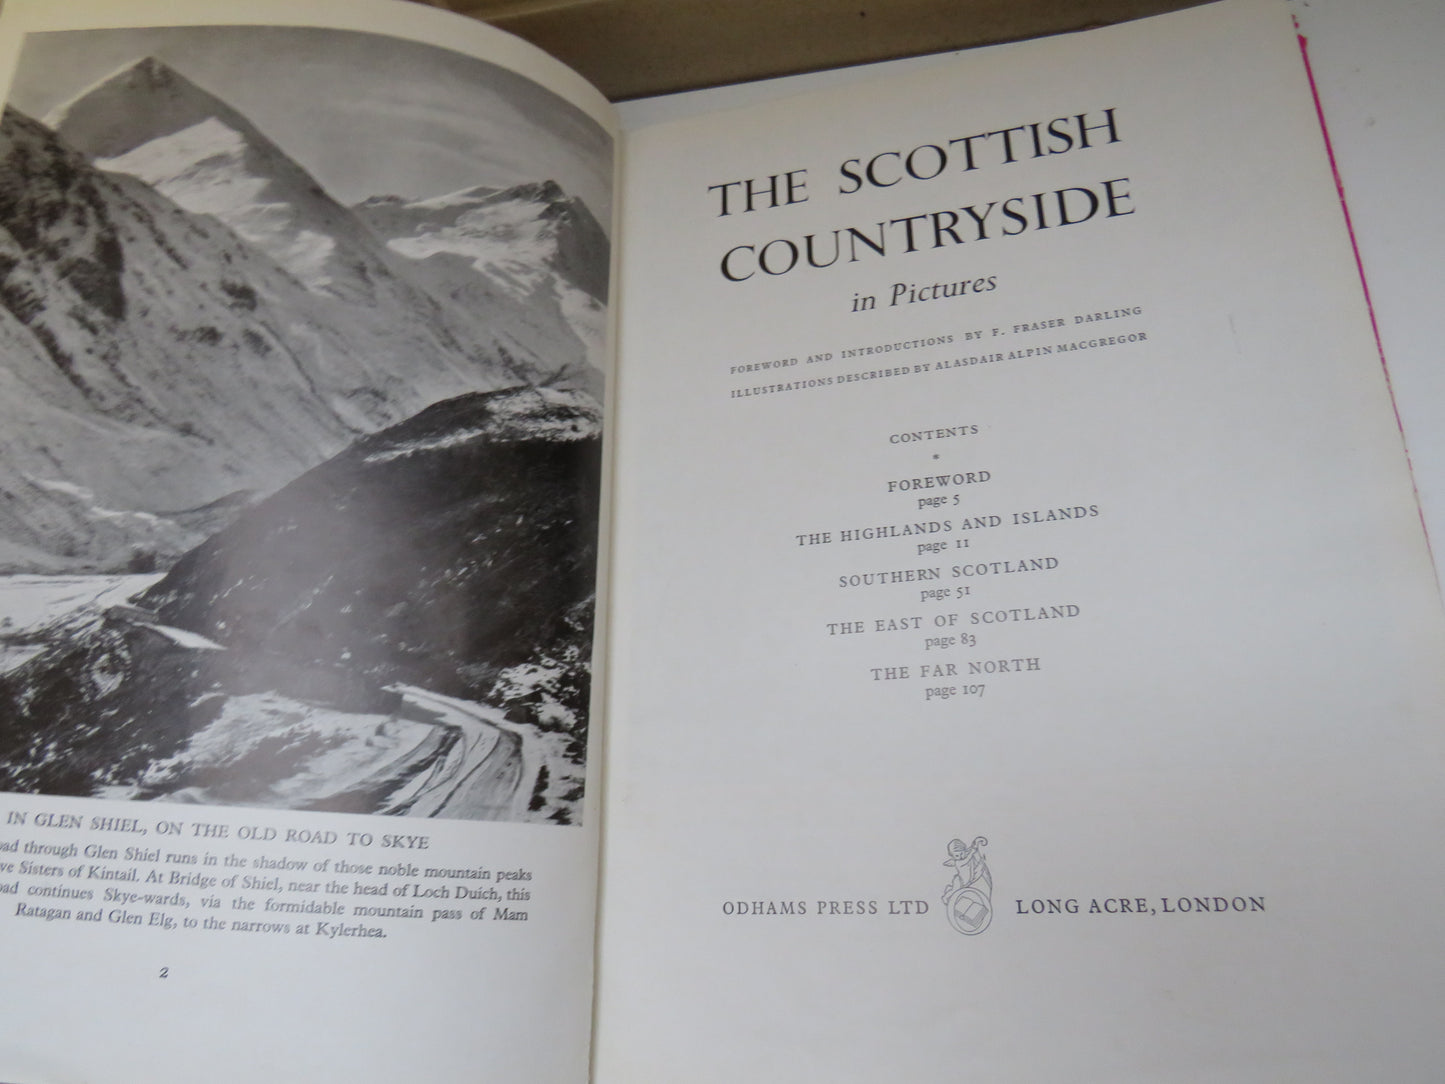 IN GLEN SHIEL, ON THE OLD ROAD TO SKYE
through Glen Shiel runs in the shadow of those noble mountain peaks
Sisters of Kintail. At Bridge of Shiel, near the head of Loch Duich, this
continues Skye-wards, via the formidable mountain pass of Mam
Ratagan and Glen Elg, to the narrows at Kylerhea.
2
THE SCOTTISH
COUNTRYSIDE
in Pictures
FOREWORD AND INTRODUCTIONS BY F. FRASER DARLING
ILLUSTRATIONS DESCRIBED BY ALASDAIR ALPIN MACGREGOR
CONTENTS
*
FOREWORD
page 5
THE HIGHLANDS AND ISLANDS
page 11
SOUTHERN SCOTLAND
page 51
THE EAST OF SCOTLAND
page 83
THE FAR NORTH
page 107
ODHAMS PRESS LTD LONG ACRE, LONDON